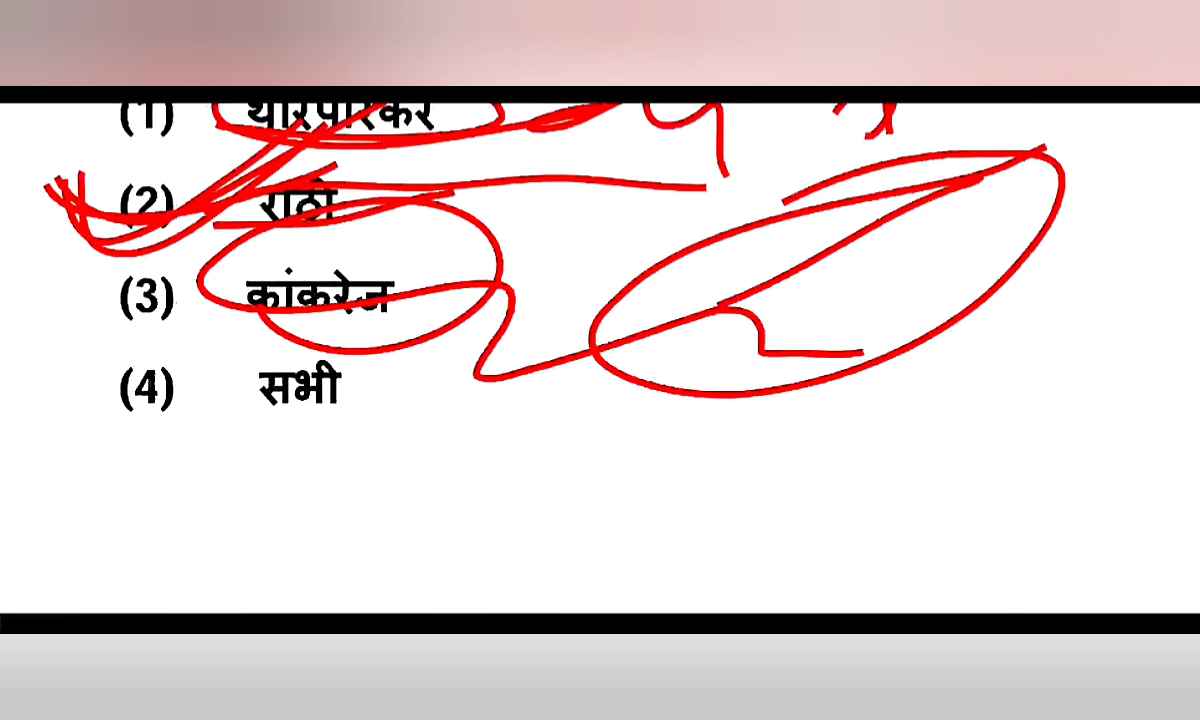 (1) थारपारकर
(2) राठी
(3) कांकरेज
(4) सभी